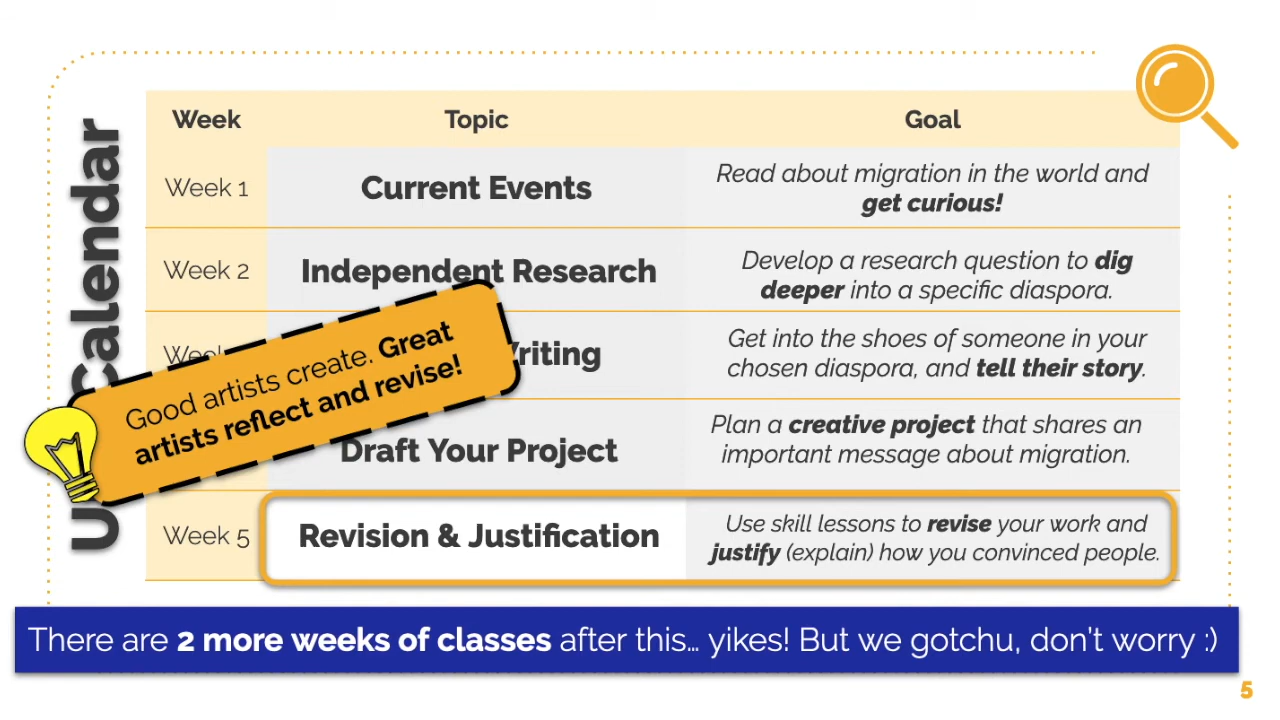 Week Topic Goal
Week 1 Current Events Read about migration in the world and
get curious!
Week 2 Independent Research Develop a research question to dig
deeper into a specific diaspora.
Get into the shoes of someone in your
chosen diaspora, and tell their story.
Good artists create. Great
artists reflect and revise!
Draft Your Project Plan a creative project that shares an
important message about migration.
Week 5 Revision & Justification Use skill lessons to revise your work and
justify (explain) how you convinced people.
Calendar
There are 2 more weeks of classes after this... yikes! But we gotchu, don't worry :)
5